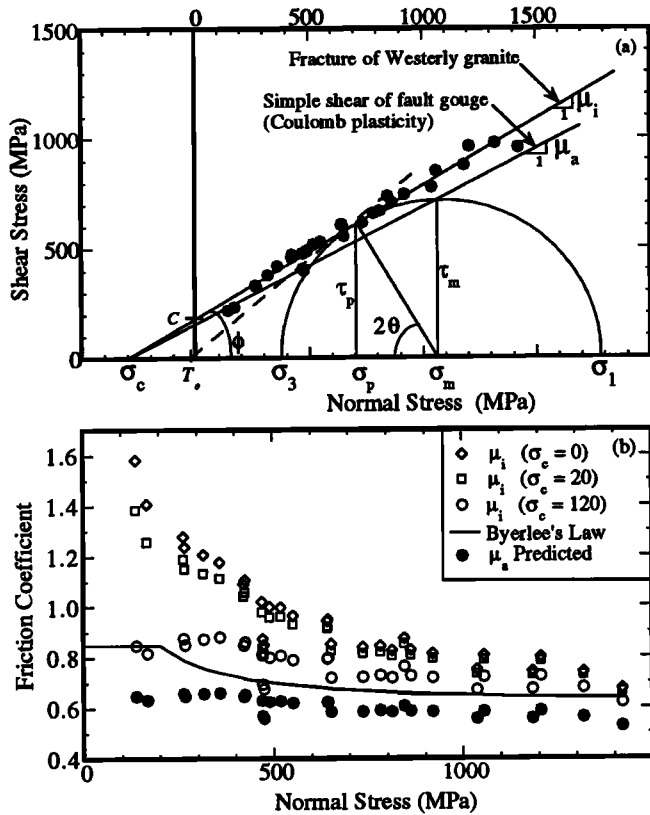 0 500 1000 1500
1500
1000
500
0
Shear Stress (MPa)
(a)
Fracture of Westerly granite
Simple shear of fault gouge
(Coulomb plasticity)
1 μi
1 μa
C
ϕ
τp
τm
2θ
σc To σ3 σp σm σ1
Normal Stress (MPa)
1.6
1.4
1.2
1.0
0.8
0.6
0.4
Friction Coefficient
(b)
μi (σc = 0)
μi (σc = 20)
μi (σc = 120)
Byerlee's Law
μa Predicted
0 500 1000
Normal Stress (MPa)